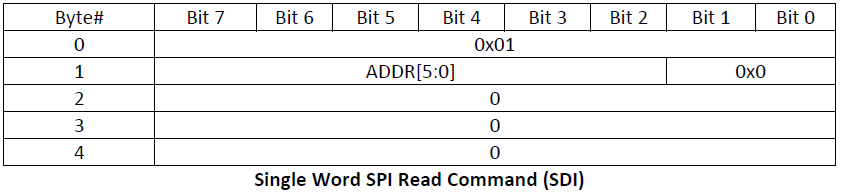 Byte# Bit 7 Bit 6 Bit 5 Bit 4 Bit 3 Bit 2 Bit 1 Bit 0
0 0x01
1 ADDR[5:0] 0x0
2 0
3 0
4 0
Single Word SPI Read Command (SDI)